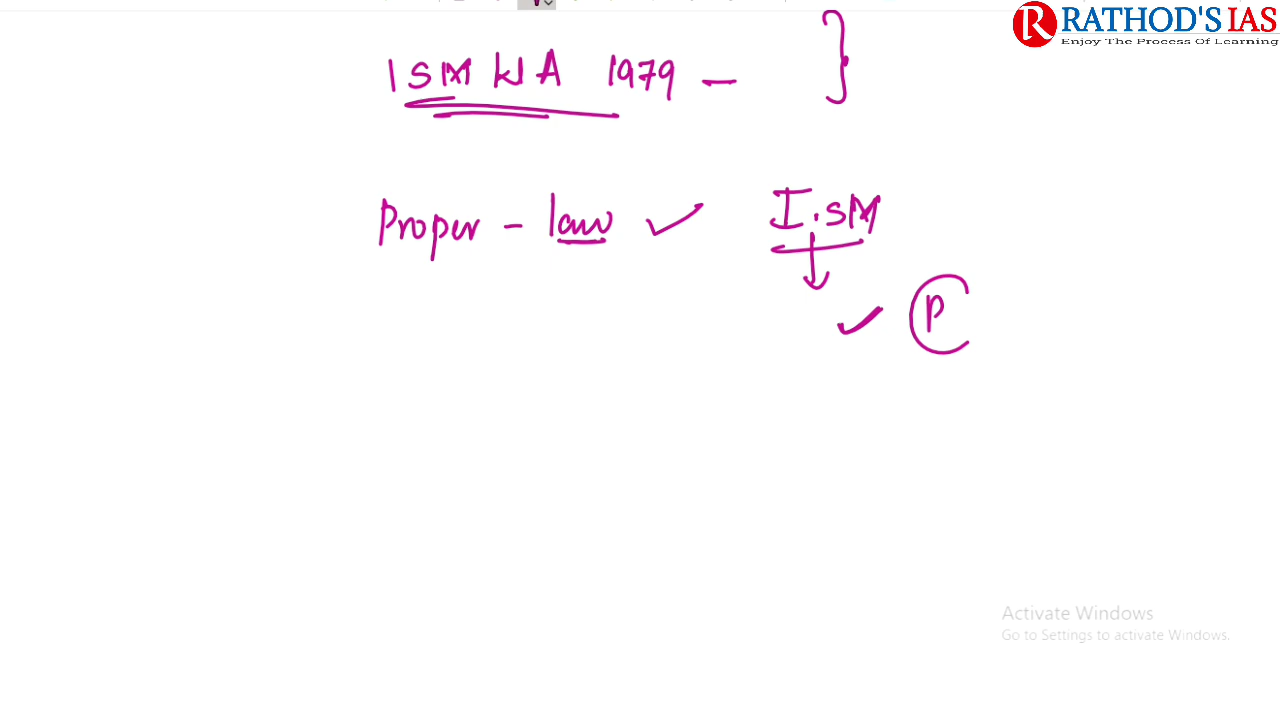 RATHOD'S IAS
Enjoy The Process Of Learning
ISMWA 1979 -
Proper - law ✓ I.SM
✓ P
Activate Windows
Go to Settings to activate Windows.